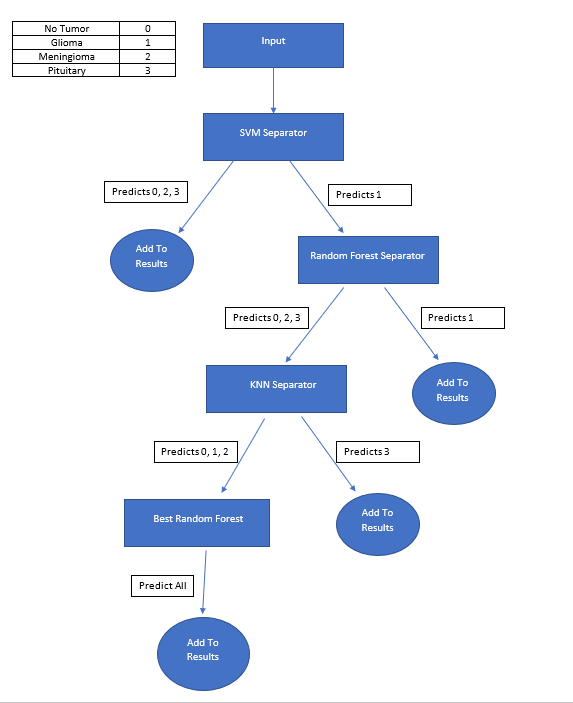 No Tumor 0
Glioma 1
Meningioma 2
Pituitary 3
Input
SVM Separator
Predicts 0, 2, 3
Predicts 1
Add To
Results
Random Forest Separator
Predicts 0, 2, 3
Predicts 1
KNN Separator
Add To
Results
Predicts 0, 1, 2
Predicts 3
Best Random Forest
Add To
Results
Predict All
Add To
Results